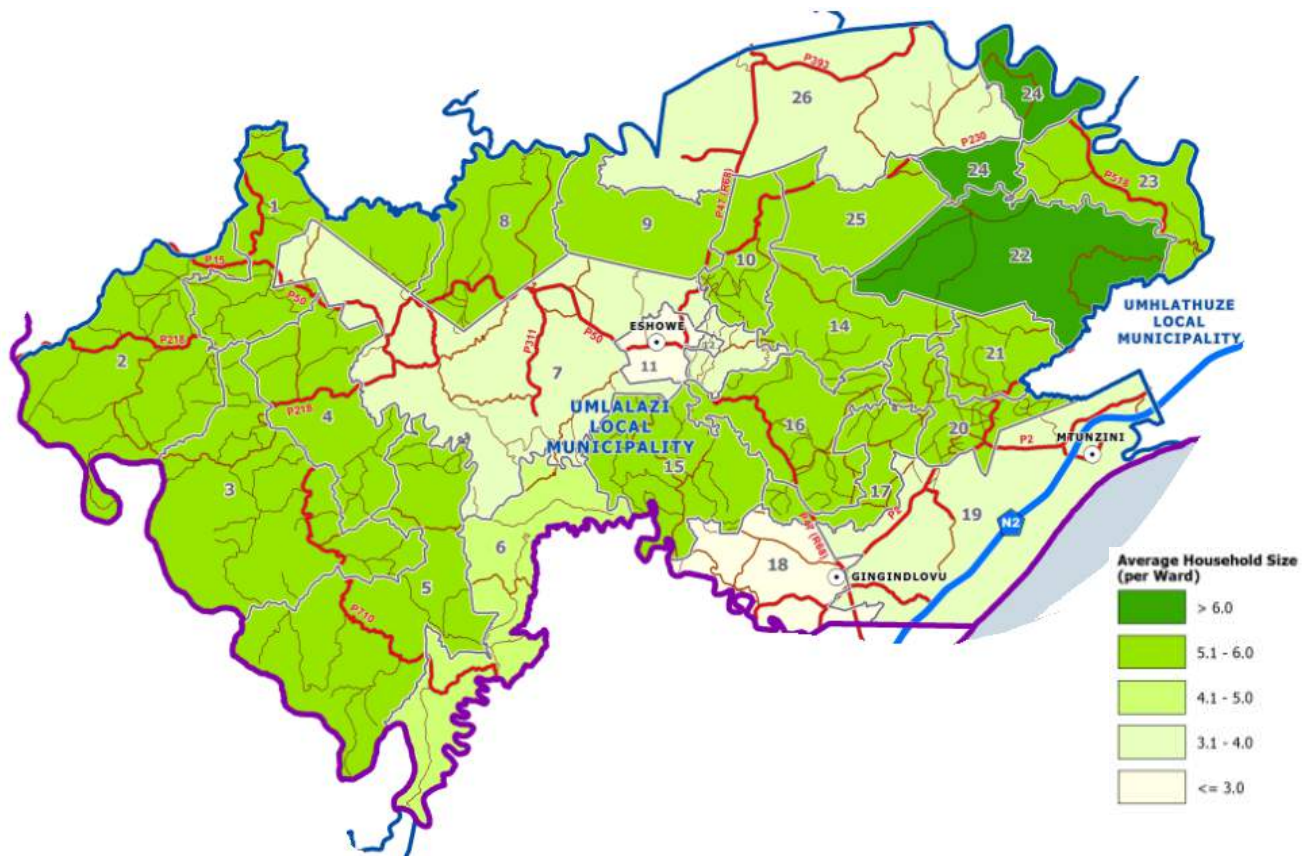 P393
26
24
P230
24
P518
23
P47 (R68)
1
8
9
25
22
P15
10
P50
UMHLATHUZE
LOCAL
MUNICIPALITY
ESHOWE
14
2
P218
P311
P50
12
21
7
11
P218
4
UMLALAZI
LOCAL
MUNICIPALITY
16
20
P2
MTUNZINI
15
3
17
P2
19
6
P47 (R68)
N2
18
GINGINDLOVU
5
P710
Average Household Size
(per Ward)
> 6.0
5.1 - 6.0
4.1 - 5.0
3.1 - 4.0
<= 3.0